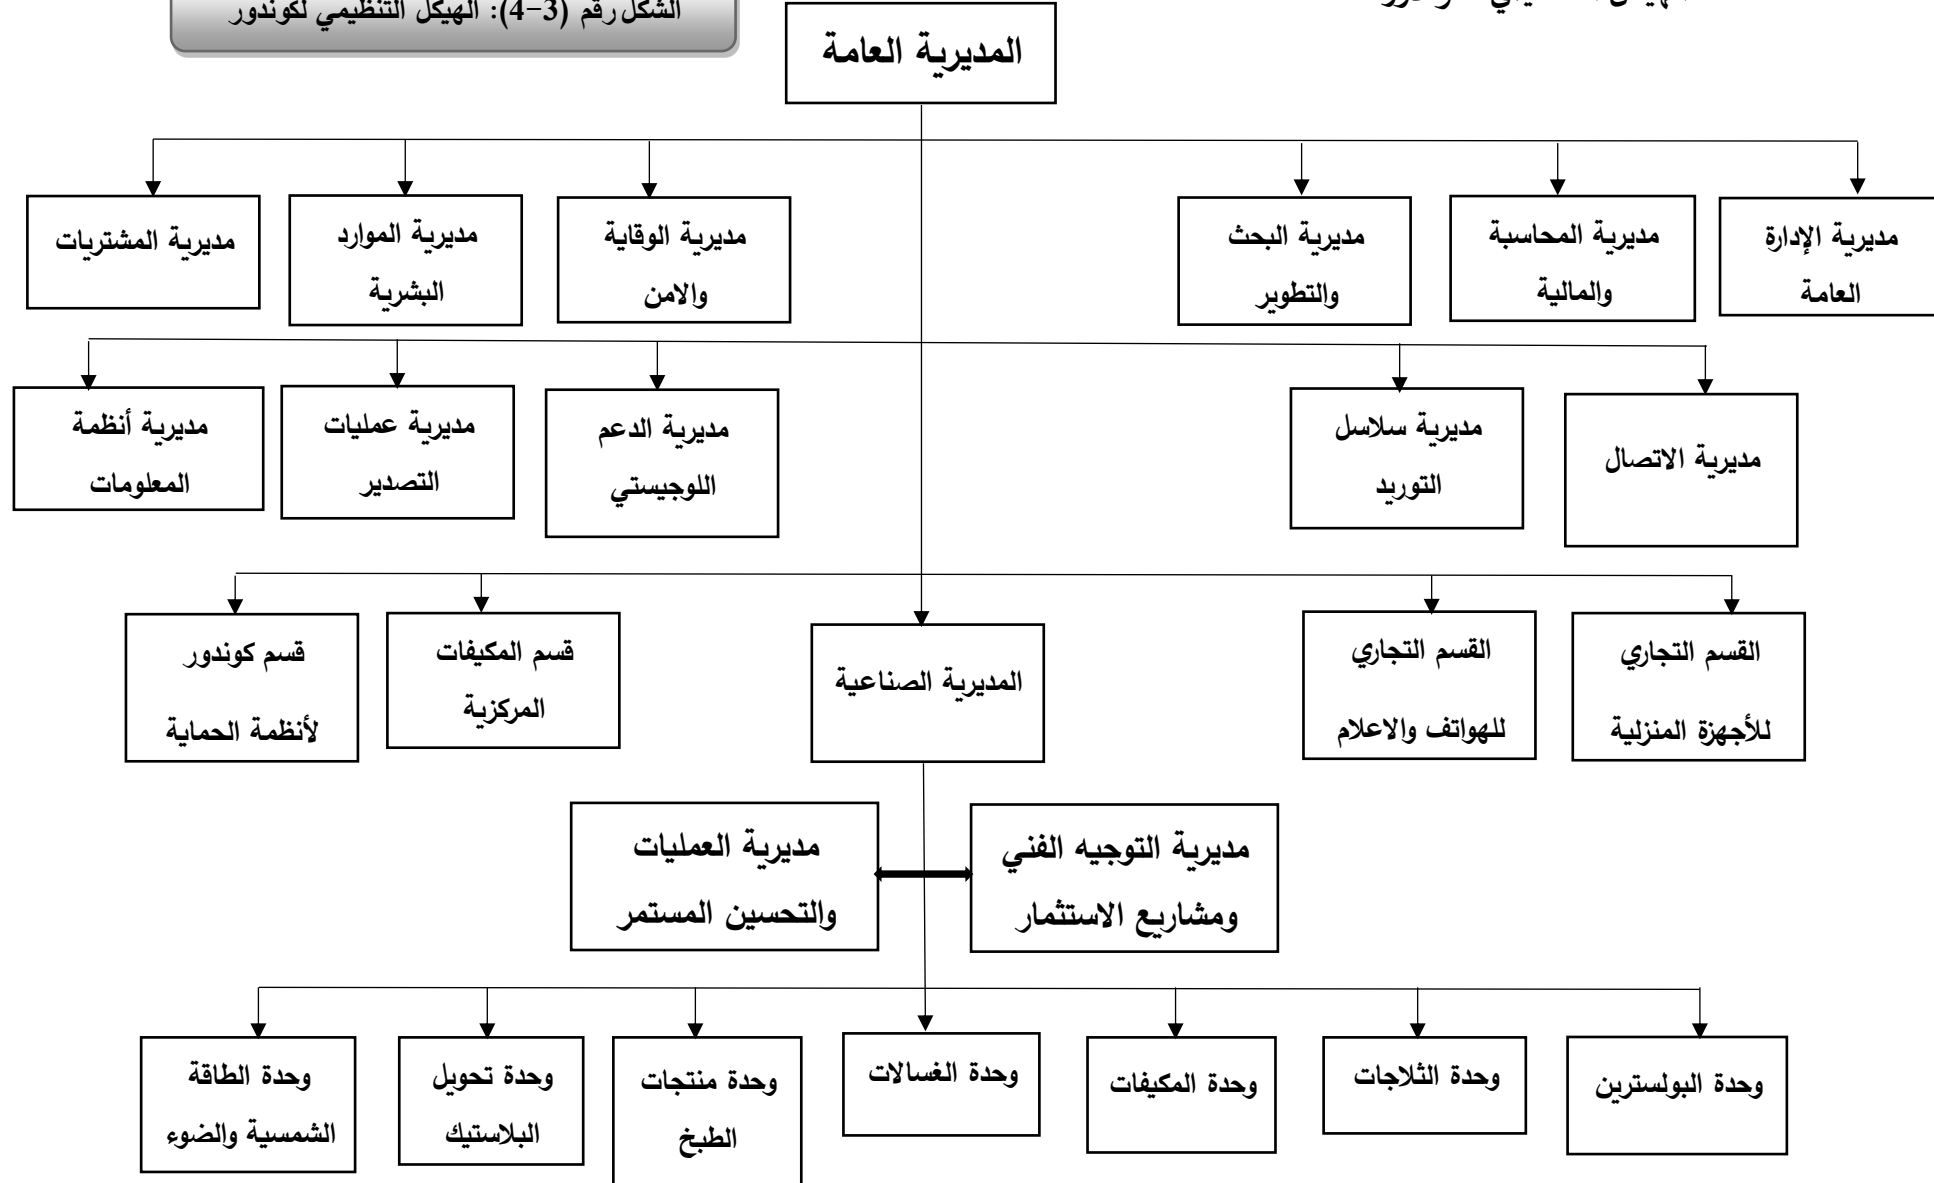 الشكل رقم (3-4): الهيكل التنظيمي لكوندور
المديرية العامة
مديرية الإدارة
العامة
مديرية المحاسبة
والمالية
مديرية البحث
والتطوير
مديرية الوقاية
والامن
مديرية الموارد
البشرية
مديرية المشتريات
مديرية الاتصال
مديرية سلاسل
التوريد
مديرية الدعم
اللوجيستي
مديرية عمليات
التصدير
مديرية أنظمة
المعلومات
القسم التجاري
للأجهزة المنزلية
القسم التجاري
للهواتف والاعلام
المديرية الصناعية
قسم المكيفات
المركزية
قسم كوندور
لأنظمة الحماية
مديرية التوجيه الفني
ومشاريع الاستثمار
مديرية العمليات
والتحسين المستمر
وحدة البولسترين
وحدة الثلاجات
وحدة المكيفات
وحدة الغسالات
وحدة منتجات
الطبخ
وحدة تحويل
البلاستيك
وحدة الطاقة
الشمسية والضوء